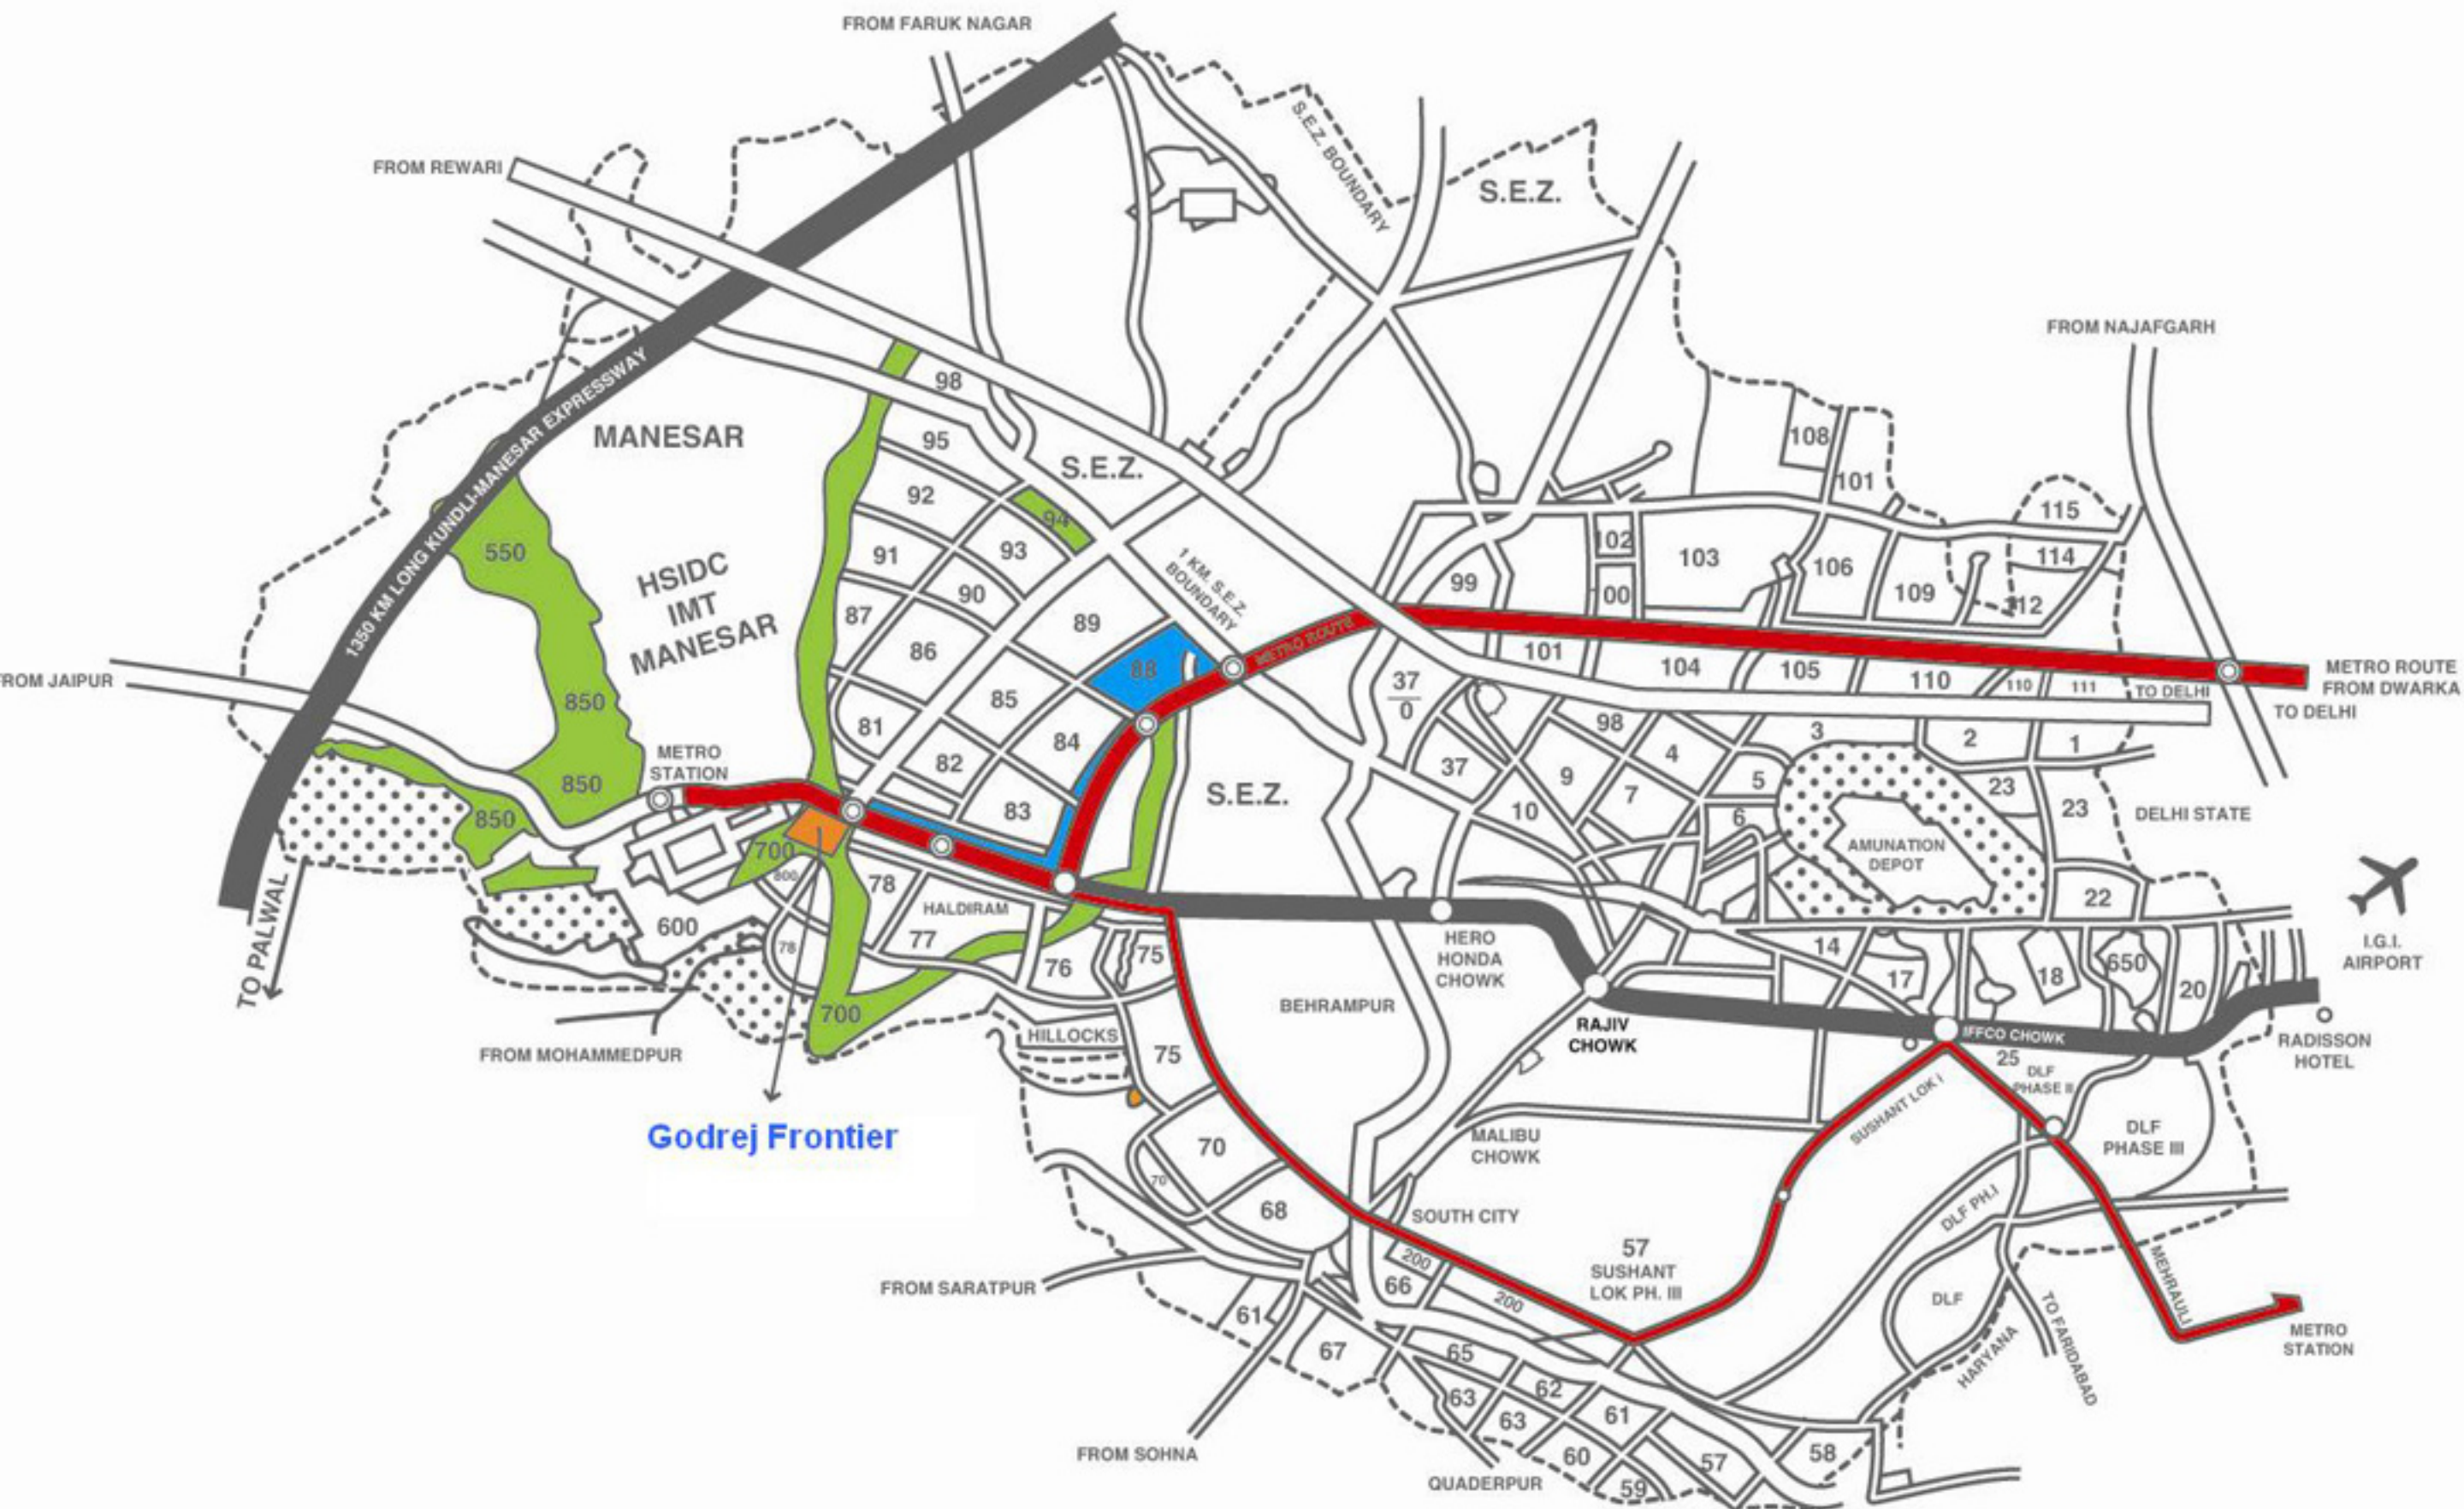 FROM FARUK NAGAR
FROM REWARI
S.E.Z. BOUNDARY
S.E.Z.
FROM NAJAFGARH
1350 KM LONG KUNDLI-MANESAR EXPRESSWAY
MANESAR
98
95
S.E.Z.
108
101
92
94
115
550
91
93
102
103
106
114
HSIDC
IMT
MANESAR
90
1 KM. S.E.Z.
BOUNDARY
99
00
109
112
87
89
86
88
METRO ROUTE
101
104
105
110
110
111
TO DELHI
METRO ROUTE
FROM DWARKA
TO DELHI
FROM JAIPUR
850
85
37
0
81
84
98
4
3
2
1
METRO
STATION
82
37
9
7
5
23
850
83
S.E.Z.
10
6
23
DELHI STATE
850
AMUNATION
DEPOT
700
800
78
HALDIRAM
22
I.G.I.
AIRPORT
TO PALWAL
600
78
77
76
75
HERO
HONDA
CHOWK
14
17
18
650
20
700
BEHRAMPUR
RAJIV
CHOWK
IFFCO CHOWK
RADISSON
HOTEL
FROM MOHAMMEDPUR
HILLOCKS
75
25
DLF
PHASE II
SUSHANT LOK I
Godrej Frontier
70
MALIBU
CHOWK
DLF
PHASE III
70
68
SOUTH CITY
DLF PH.I
200
57
SUSHANT
LOK PH. III
66
200
FROM SARATPUR
61
67
65
DLF
HARYANA
TO FARIDABAD
MEHRAULI
METRO
STATION
63
62
63
61
60
57
58
59
FROM SOHNA
QUADERPUR